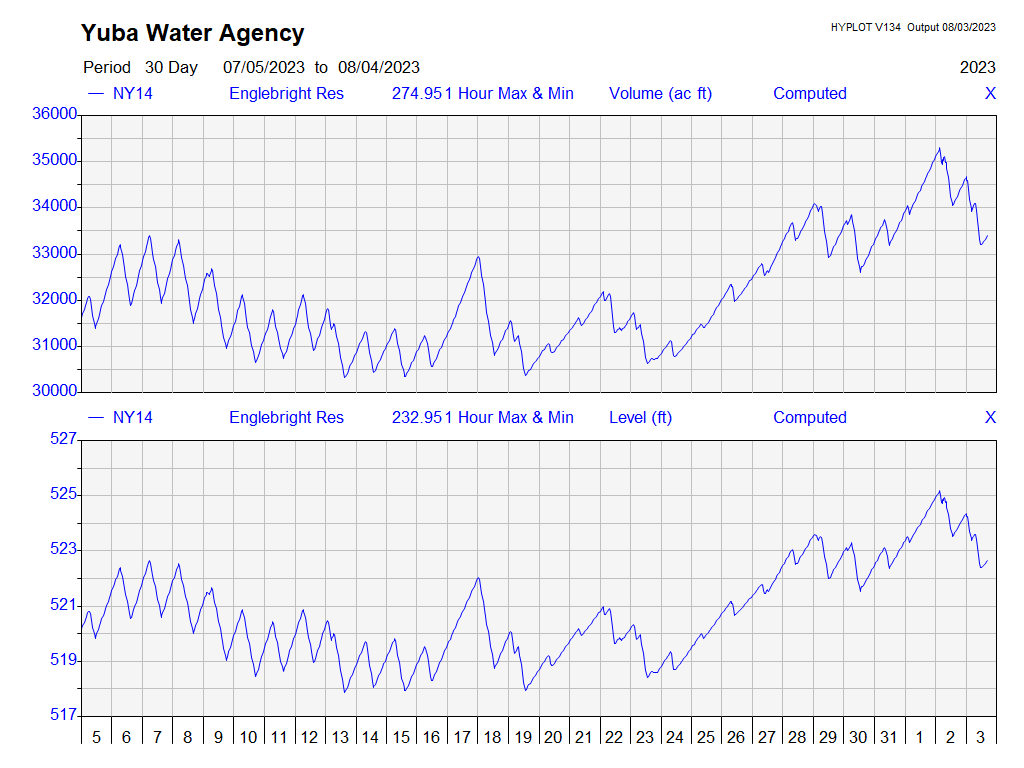 Yuba Water Agency
HYPLOT V134 Output 08/03/2023
Period 30 Day 07/05/2023 to 08/04/2023 2023
NY14 Englebright Res 274.951 Hour Max & Min Volume (ac ft) Computed X
36000
35000
34000
33000
32000
31000
30000
NY14 Englebright Res 232.951 Hour Max & Min Level (ft) Computed X
527
525
523
521
519
517
5 6 7 8 9 10 11 12 13 14 15 16 17 18 19 20 21 22 23 24 25 26 27 28 29 30 31 1 2 3